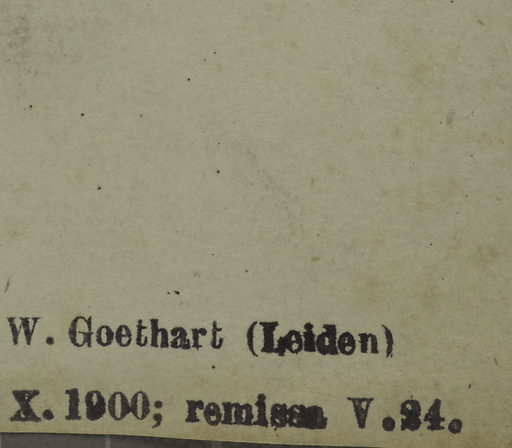 W. Goethart (Leiden)
X. 1900; remissa V. 24.